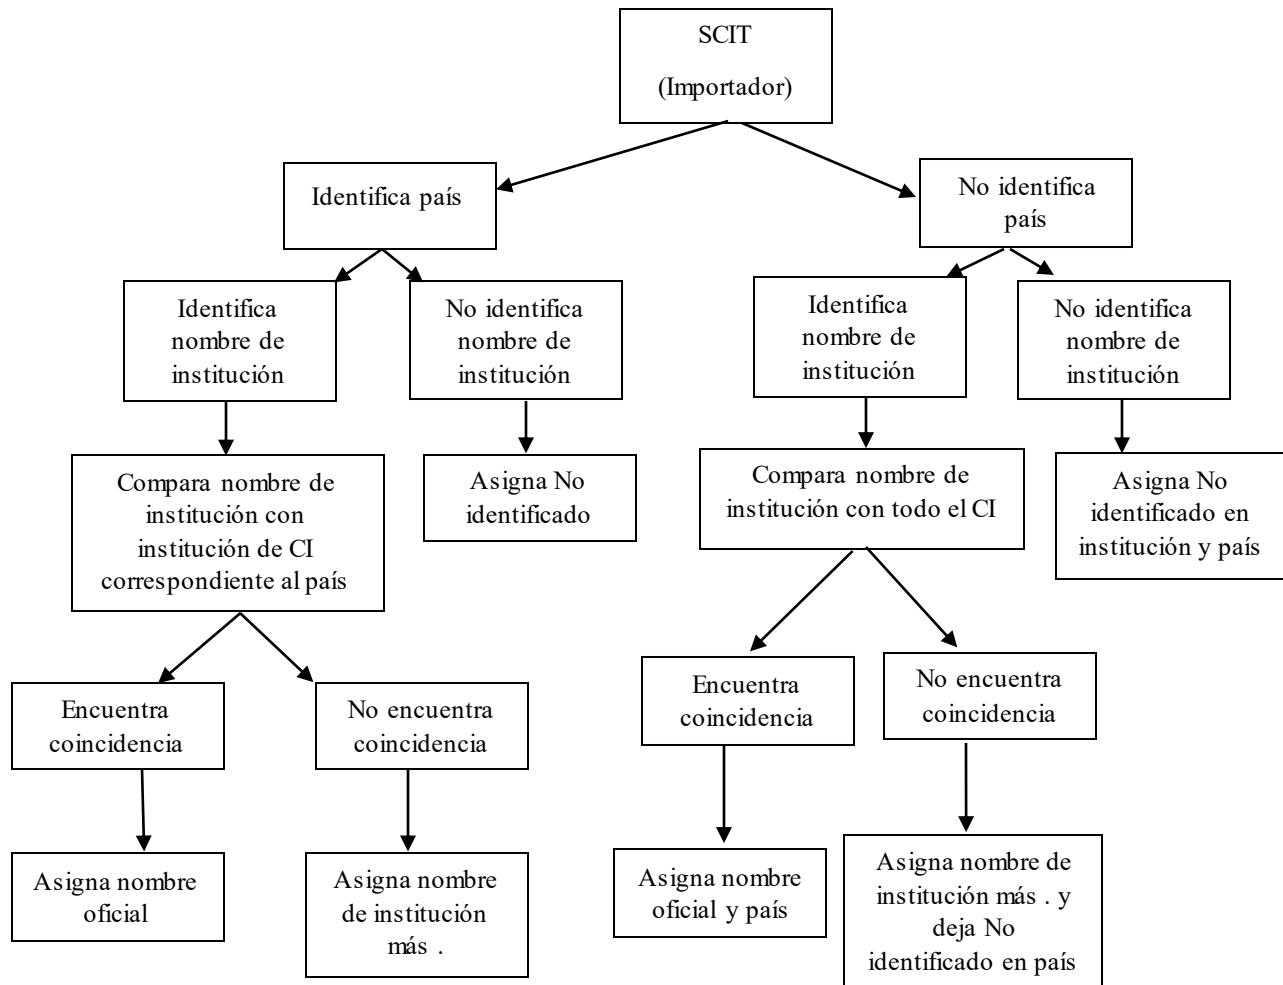 SCIT
(Importador)
Identifica país
No identifica
país
Identifica
nombre de
institución
No identifica
nombre de
institución
Identifica
nombre de
institución
No identifica
nombre de
institución
Compara nombre de
institución con
institución de CI
correspondiente al país
Asigna No
identificado
Compara nombre de
institución con todo el CI
Asigna No
identificado en
institución y país
Encuentra
coincidencia
No encuentra
coincidencia
Encuentra
coincidencia
No encuentra
coincidencia
Asigna nombre
oficial
Asigna nombre
de institución
más .
Asigna nombre
oficial y país
Asigna nombre de
institución más . y
deja No
identificado en país